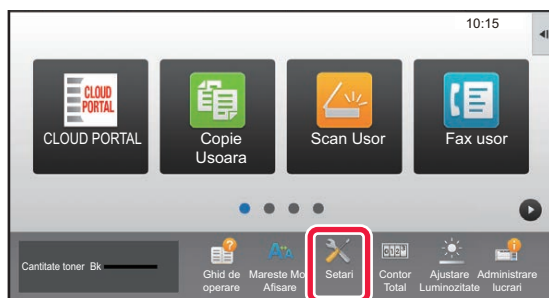 10:15
CLOUD
PORTAL
CLOUD PORTAL
Copie
Usoara
Scan Usor
Fax usor
Cantitate toner Bk
Ghid de
operare
Mareste Mo
Afisare
Setari
Contor
Total
Ajustare
Luminozitate
Administrare
lucrari